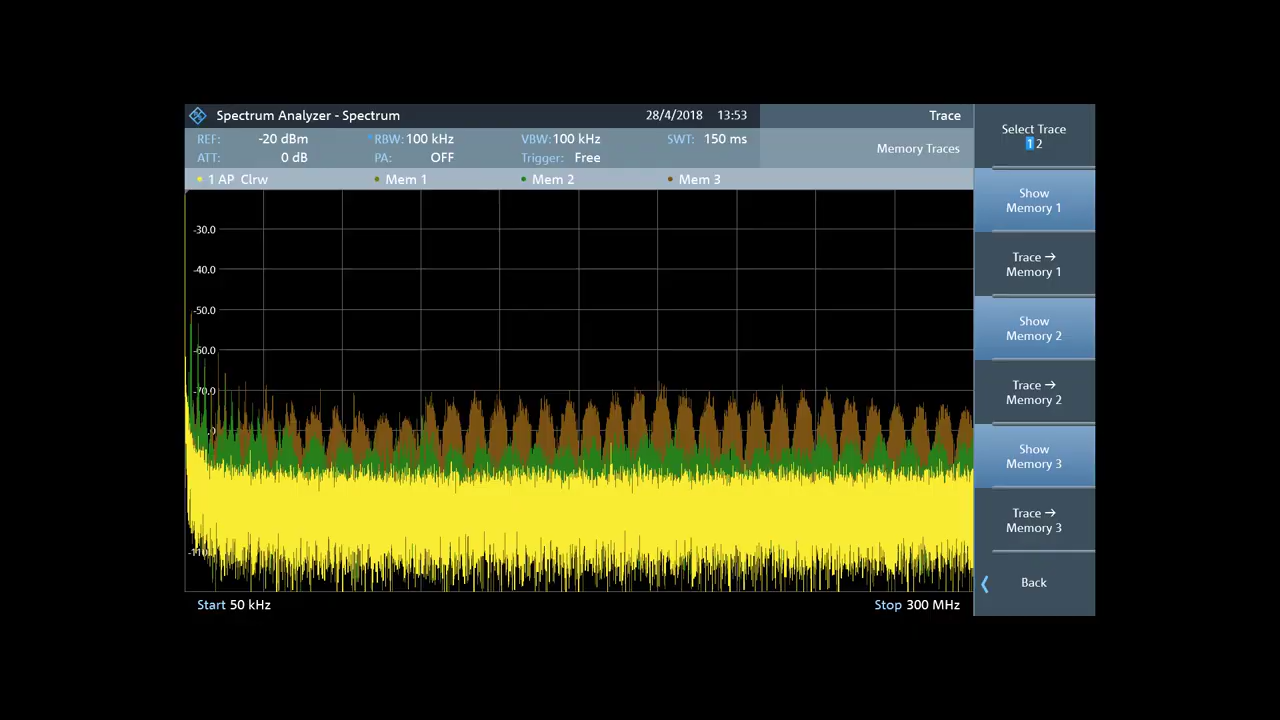 Spectrum Analyzer - Spectrum 28/4/2018 13:53 Trace
REF: -20 dBm RBW: 100 kHz VBW: 100 kHz SWT: 150 ms
ATT: 0 dB PA: OFF Trigger: Free
Memory Traces
1 AP Clrw Mem 1 Mem 2 Mem 3
-30.0
-40.0
-50.0
-60.0
-70.0
Start 50 kHz Stop 300 MHz
Select Trace
1 2
Show
Memory 1
Trace →
Memory 1
Show
Memory 2
Trace →
Memory 2
Show
Memory 3
Trace →
Memory 3
Back